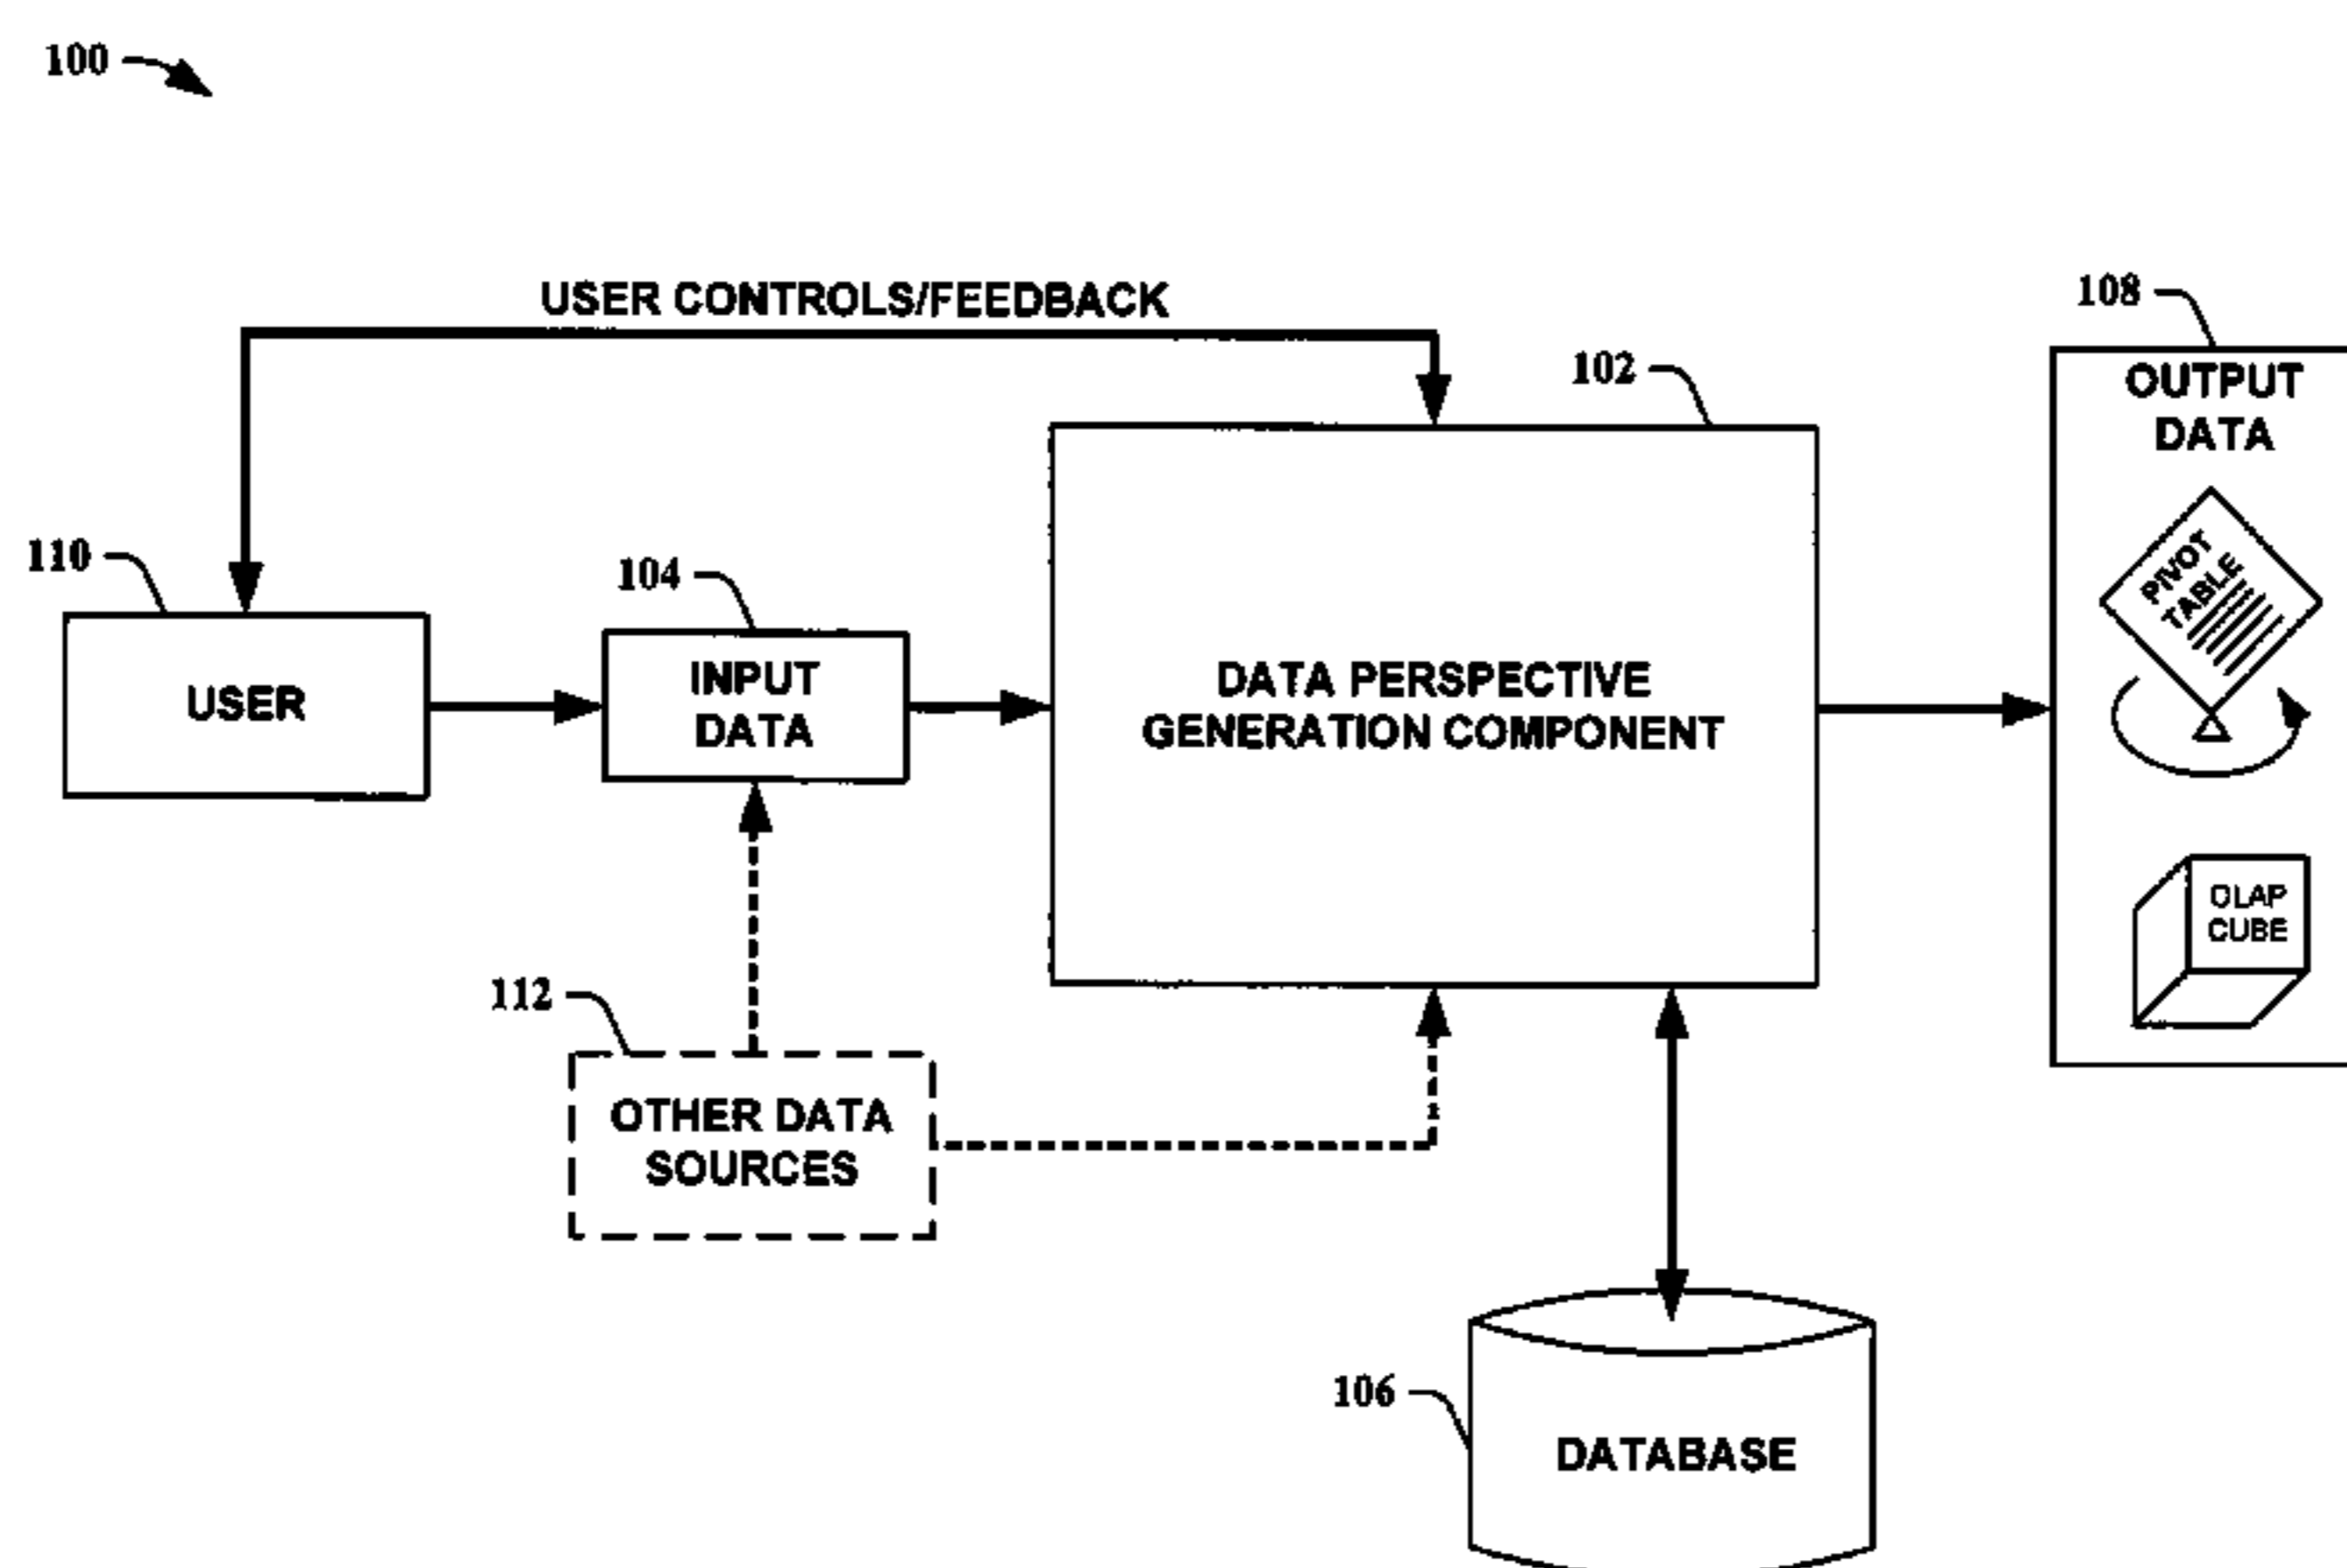 100
USER CONTROLS/FEEDBACK
108
102
OUTPUT
DATA
110
104
PIVOT
TABLE
USER
INPUT
DATA
DATA PERSPECTIVE
GENERATION COMPONENT
OLAP
CUBE
112
OTHER DATA
SOURCES
106
DATABASE